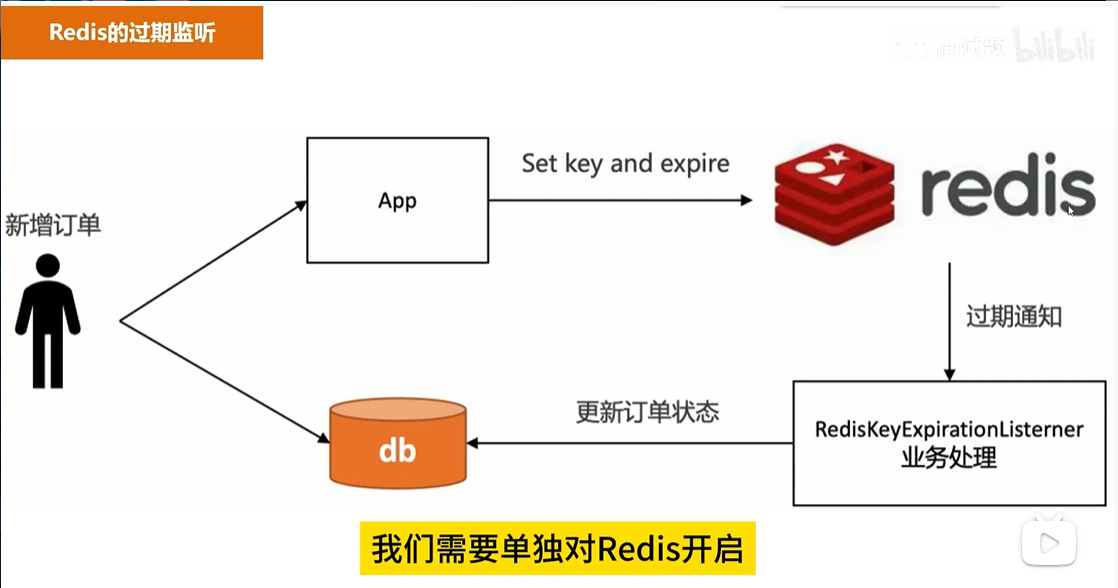 Redis的过期监听
bilibili
Set key and expire
App
redis
新增订单
过期通知
更新订单状态
RedisKeyExpirationListerner
业务处理
db
我们需要单独对Redis开启